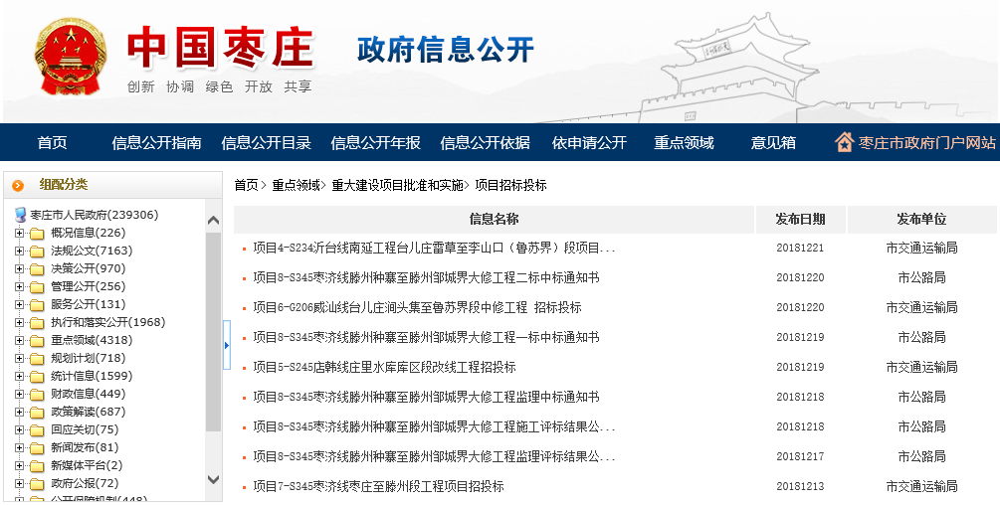 中国枣庄
政府信息公开
创新 协调 绿色 开放 共享
首页 信息公开指南 信息公开目录 信息公开年报 信息公开依据 依申请公开 重点领域 意见箱 枣庄市政府门户网站
组配分类
枣庄市人民政府(239306)
概况信息(226)
法规公文(7163)
决策公开(970)
管理公开(256)
服务公开(131)
执行和落实公开(1968)
重点领域(4318)
规划计划(718)
统计信息(1599)
财政信息(449)
政策解读(687)
回应关切(75)
新闻发布(81)
新媒体平台(2)
政府公报(72)
公开保障机制(448)
首页> 重点领域> 重大建设项目批准和实施> 项目招标投标
信息名称 发布日期 发布单位
项目4-S234沂台线南延工程台儿庄雷草至李山口（鲁苏界）段项目... 20181221 市交通运输局
项目8-S345枣济线滕州种寨至滕州邹城界大修工程二标中标通知书 20181220 市公路局
项目6-G206威汕线台儿庄涧头集至鲁苏界段中修工程 招标投标 20181220 市交通运输局
项目8-S345枣济线滕州种寨至滕州邹城界大修工程一标中标通知书 20181219 市公路局
项目5-S245店韩线庄里水库库区段改线工程招投标 20181219 市交通运输局
项目8-S345枣济线滕州种寨至滕州邹城界大修工程监理中标通知书 20181218 市公路局
项目8-S345枣济线滕州种寨至滕州邹城界大修工程施工评标结果公... 20181218 市公路局
项目8-S345枣济线滕州种寨至滕州邹城界大修工程监理评标结果公... 20181217 市公路局
项目7-S345枣济线枣庄至滕州段工程项目招投标 20181213 市交通运输局